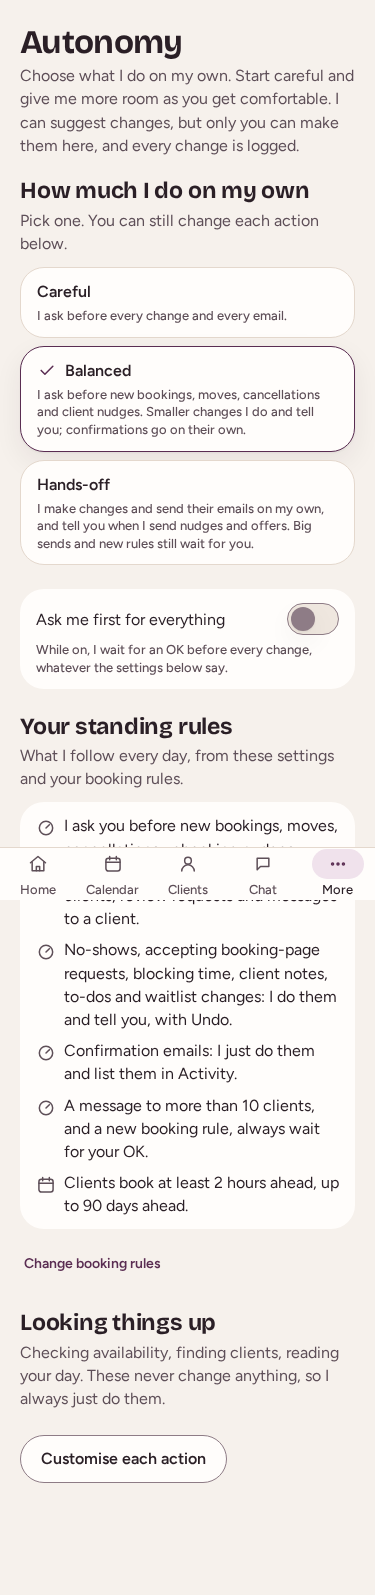 Autonomy
Choose what I do on my own. Start careful and
give me more room as you get comfortable. I
can suggest changes, but only you can make
them here, and every change is logged.
How much I do on my own
Pick one. You can still change each action
below.
Careful
I ask before every change and every email.
Balanced
I ask before new bookings, moves, cancellations
and client nudges. Smaller changes I do and tell
you; confirmations go on their own.
Hands-off
I make changes and send their emails on my own,
and tell you when I send nudges and offers. Big
sends and new rules still wait for you.
Ask me first for everything
While on, I wait for an OK before every change,
whatever the settings below say.
Your standing rules
What I follow every day, from these settings
and your booking rules.
I ask you before new bookings, moves,
Home
Calendar
Clients
Chat
More
to a client.
No-shows, accepting booking-page
requests, blocking time, client notes,
to-dos and waitlist changes: I do them
and tell you, with Undo.
Confirmation emails: I just do them
and list them in Activity.
A message to more than 10 clients,
and a new booking rule, always wait
for your OK.
Clients book at least 2 hours ahead, up
to 90 days ahead.
Change booking rules
Looking things up
Checking availability, finding clients, reading
your day. These never change anything, so I
always just do them.
Customise each action